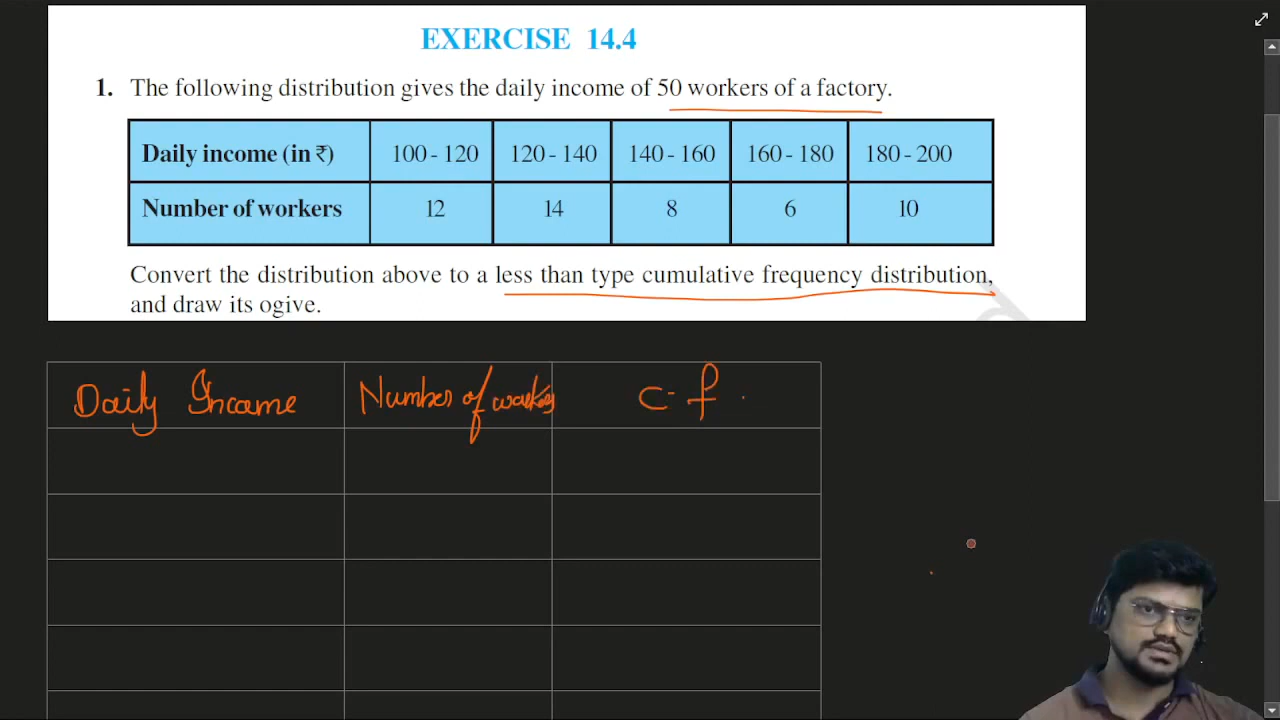 EXERCISE 14.4
1. The following distribution gives the daily income of 50 workers of a factory.
Daily income (in ₹) 100 - 120 120 - 140 140 - 160 160 - 180 180 - 200
Number of workers 12 14 8 6 10
Convert the distribution above to a less than type cumulative frequency distribution,
and draw its ogive.
Daily Income Number of workers c.f.